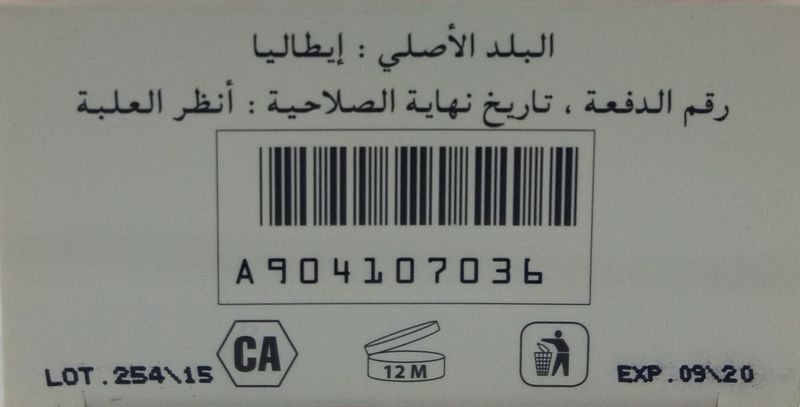 البلد الأصلي : إيطاليا
رقم الدفعة ، تاريخ نهاية الصلاحية : أنظر العلبة
A904107036
CA
12 M
LOT.254\15
EXP.09\20